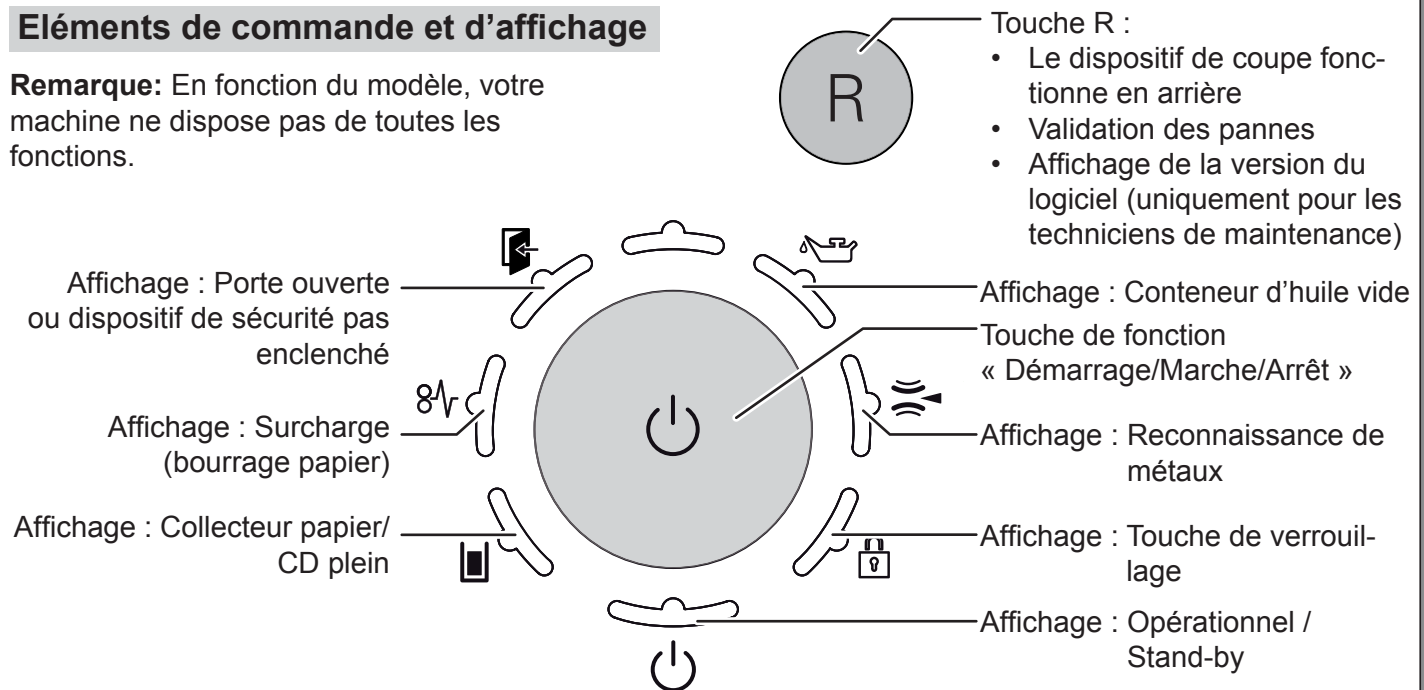 Eléments de commande et d’affichage
Remarque: En fonction du modèle, votre
machine ne dispose pas de toutes les
fonctions.
R
Touche R :
• Le dispositif de coupe fonc-
tionne en arrière
• Validation des pannes
• Affichage de la version du
logiciel (uniquement pour les
techniciens de maintenance)
Affichage : Porte ouverte
ou dispositif de sécurité pas
enclenché
Affichage : Surcharge
(bourrage papier)
Affichage : Collecteur papier/
CD plein
Affichage : Conteneur d’huile vide
Touche de fonction
« Démarrage/Marche/Arrêt »
Affichage : Reconnaissance de
métaux
Affichage : Touche de verrouil-
lage
Affichage : Opérationnel /
Stand-by